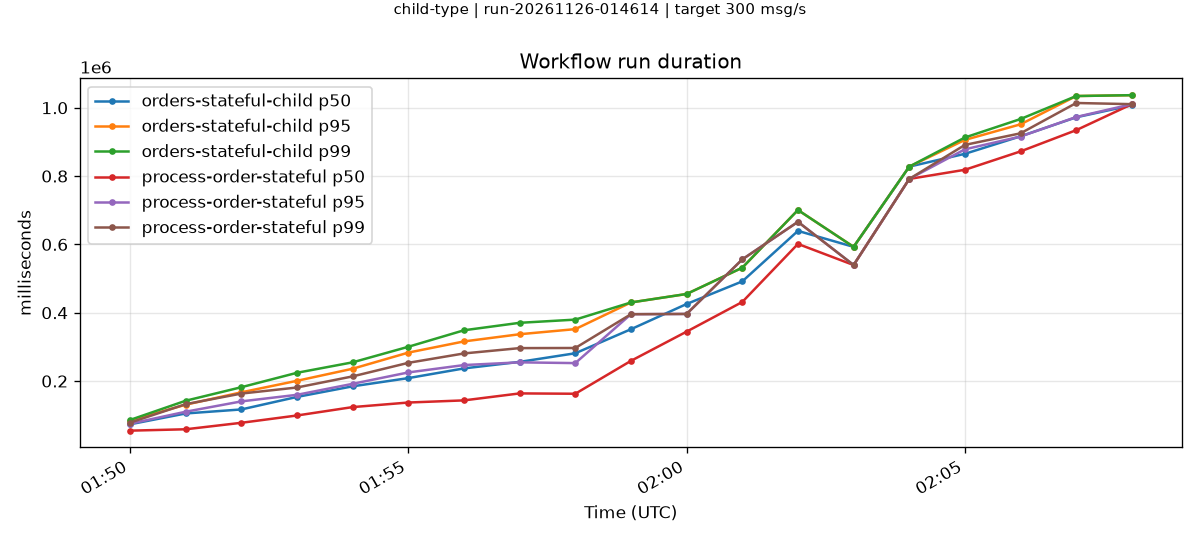 child-type | run-20261126-014614 | target 300 msg/s
Workflow run duration
1e6
orders-stateful-child p50
orders-stateful-child p95
orders-stateful-child p99
process-order-stateful p50
process-order-stateful p95
process-order-stateful p99
1.0
0.8
0.6
0.4
0.2
milliseconds
01:50
01:55
02:00
02:05
Time (UTC)